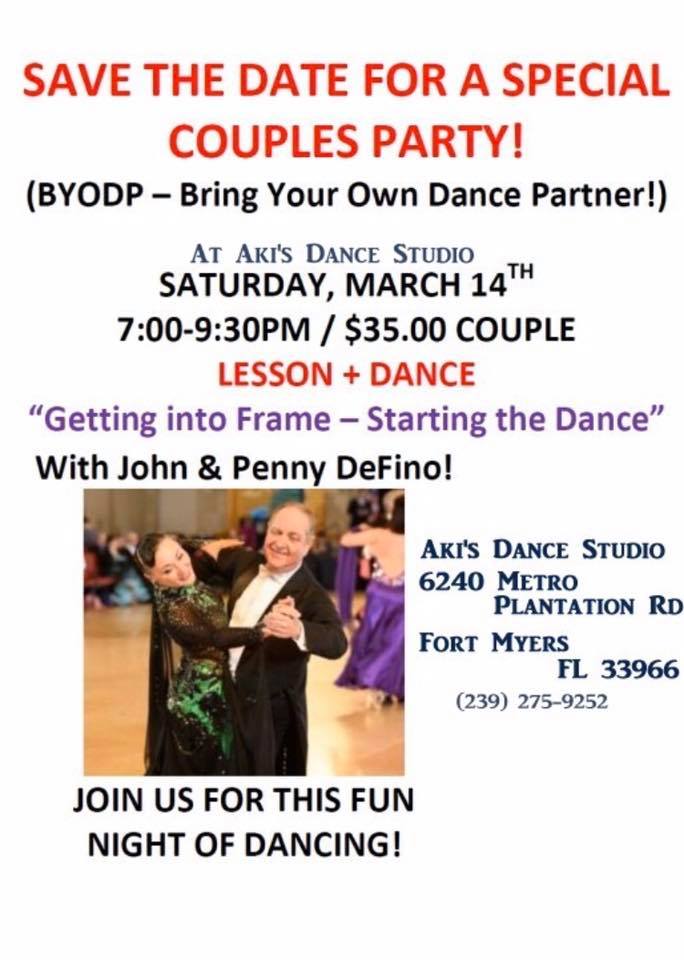 SAVE THE DATE FOR A SPECIAL
COUPLES PARTY!
(BYODP – Bring Your Own Dance Partner!)
At Aki's Dance Studio
SATURDAY, MARCH 14TH
7:00-9:30PM / $35.00 COUPLE
LESSON + DANCE
“Getting into Frame – Starting the Dance”
With John & Penny DeFino!
Aki's Dance Studio
6240 Metro
Plantation Rd
Fort Myers
FL 33966
(239) 275-9252
JOIN US FOR THIS FUN
NIGHT OF DANCING!